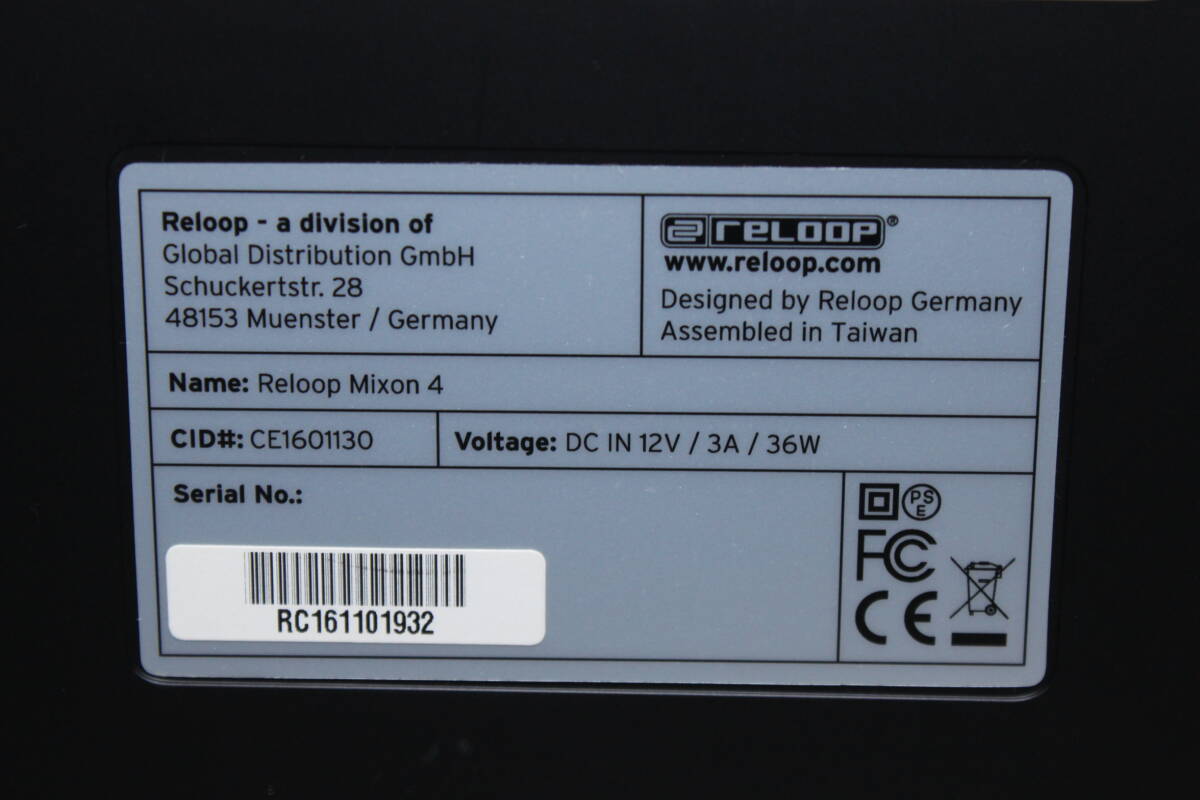 Reloop - a division of
Global Distribution GmbH
Schuckertstr. 28
48153 Muenster / Germany
RELOOP®
www.reloop.com
Designed by Reloop Germany
Assembled in Taiwan
Name: Reloop Mixon 4
CID#: CE1601130
Voltage: DC IN 12V / 3A / 36W
Serial No.:
RC161101932
PS
E
FC
CE